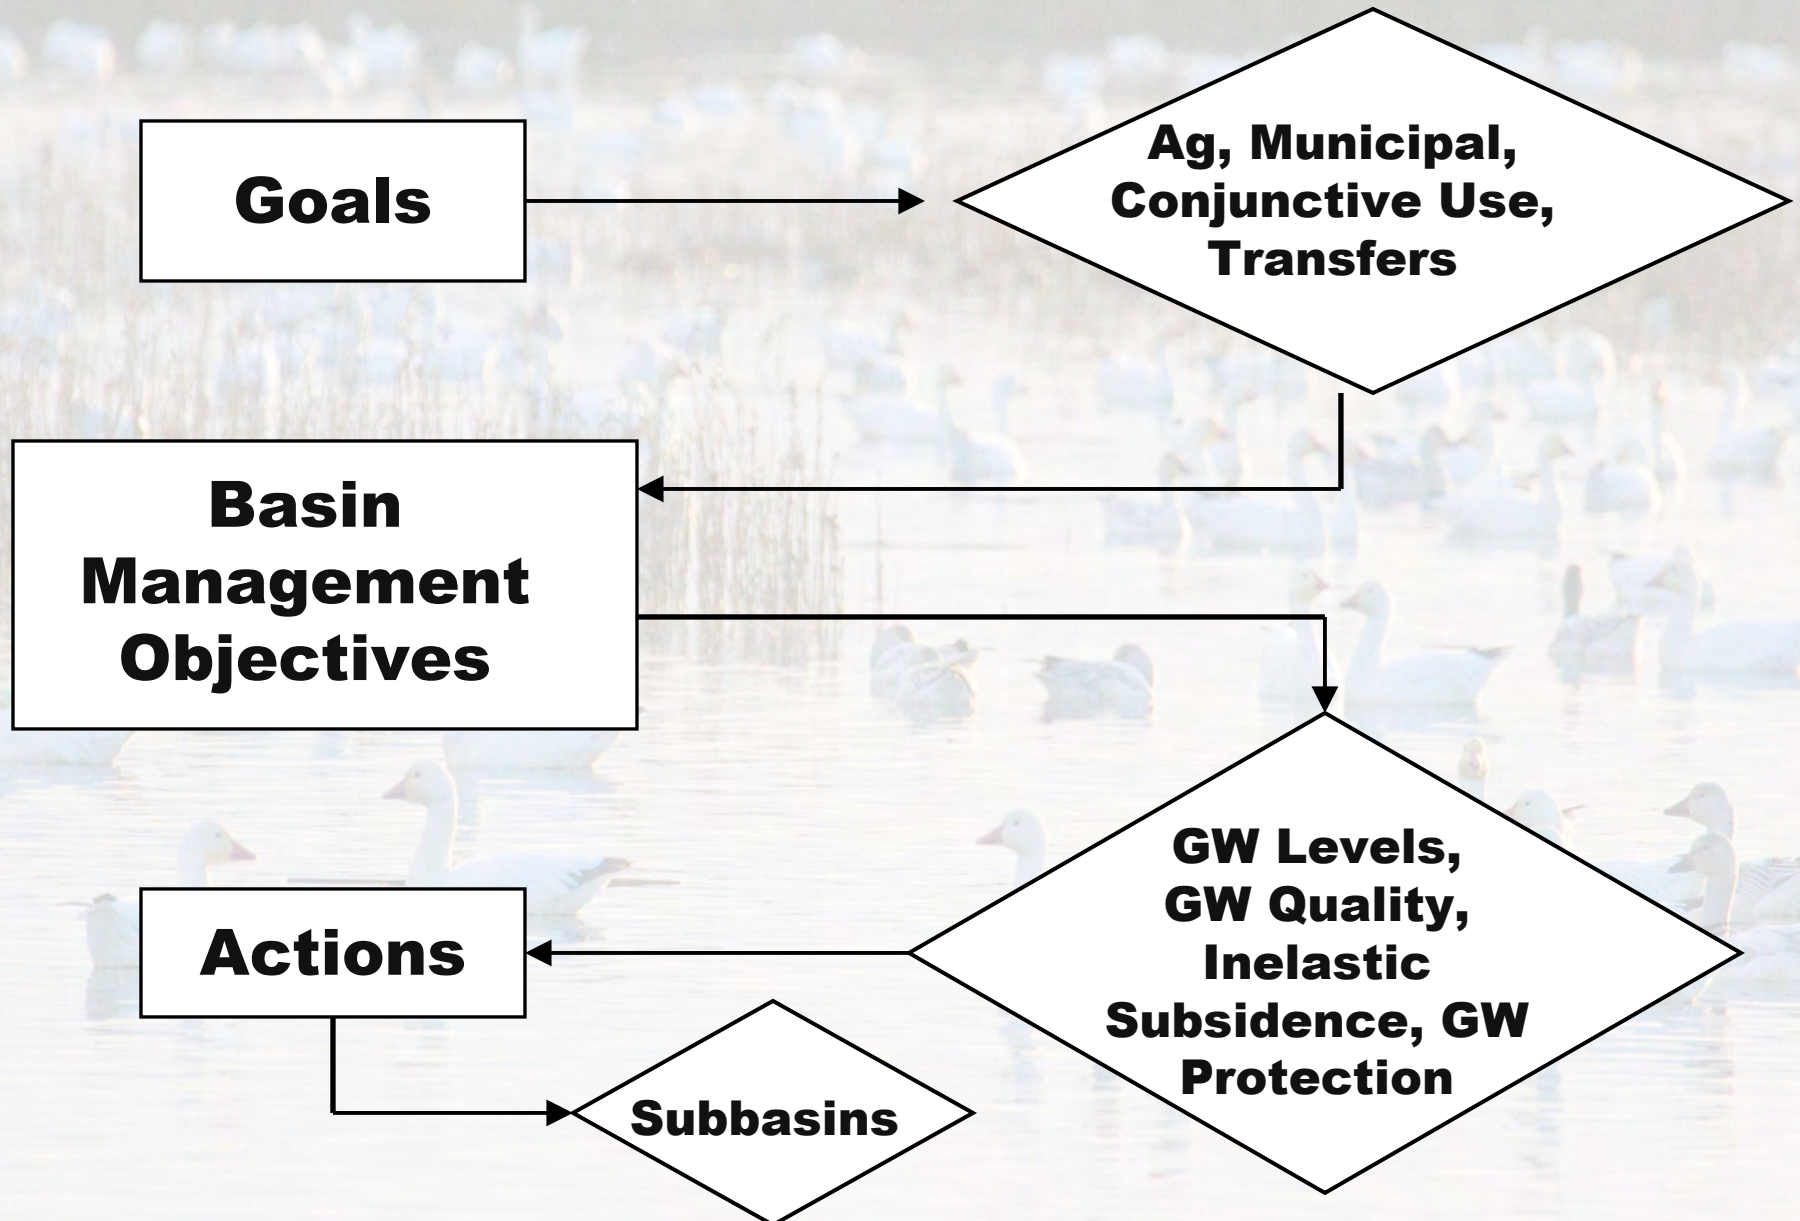 Goals
Ag, Municipal,
Conjunctive Use,
Transfers
Basin
Management
Objectives
GW Levels,
GW Quality,
Inelastic
Subsidence, GW
Protection
Actions
Subbasins